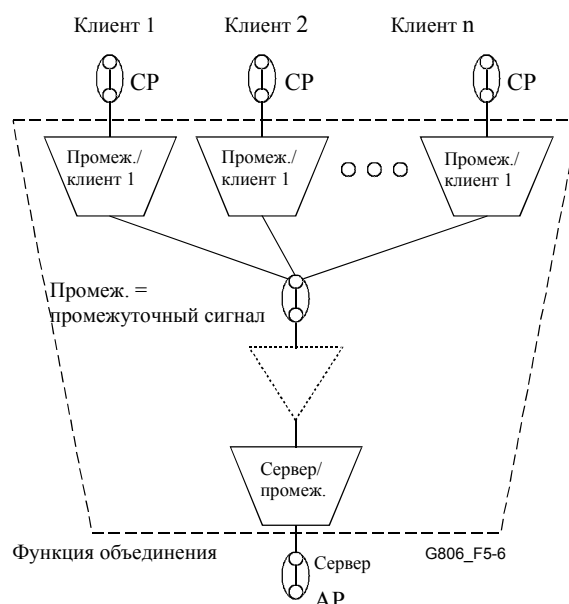 Клиент 1 Клиент 2 Клиент n
CP CP CP
Промеж./ Промеж./ Промеж./
клиент 1 клиент 1 клиент 1
Промеж. =
промежуточный сигнал
Сервер/
промеж.
Функция объединения Сервер G806_F5-6
AP